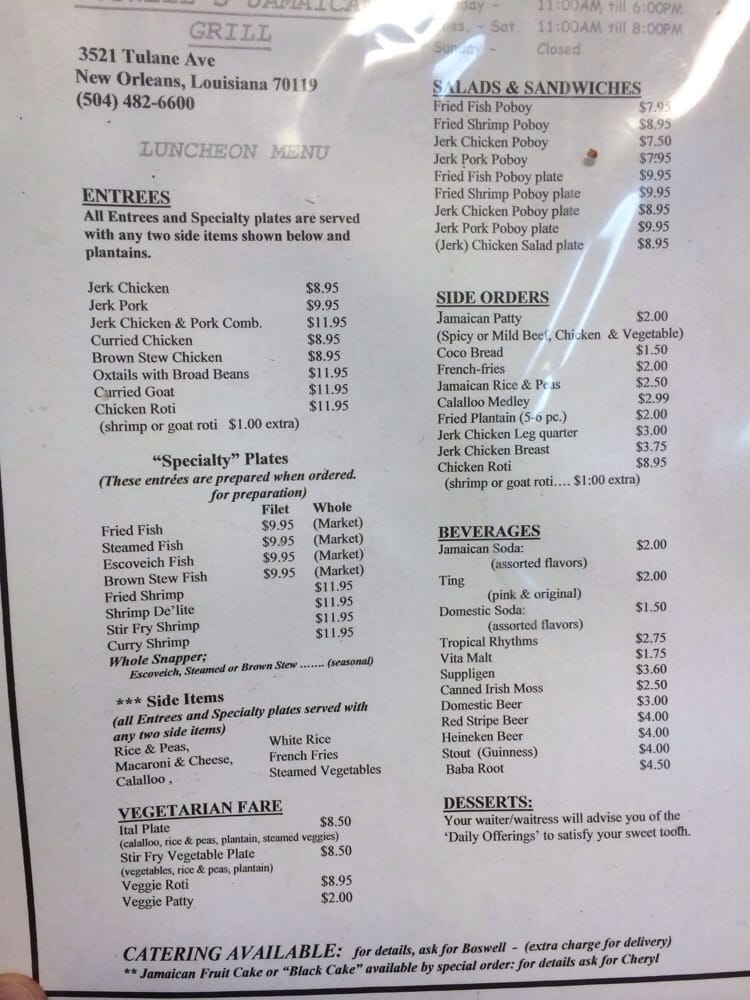 JAMAICAN
GRILL
3521 Tulane Ave
New Orleans, Louisiana 70119
(504) 482-6600
LUNCHEON MENU
ENTREES
All Entrees and Specialty plates are served
with any two side items shown below and
plantains.
Jerk Chicken $8.95
Jerk Pork $9.95
Jerk Chicken & Pork Comb. $11.95
Curried Chicken $8.95
Brown Stew Chicken $8.95
Oxtails with Broad Beans $11.95
Curried Goat $11.95
Chicken Roti $11.95
(shrimp or goat roti $1.00 extra)
“Specialty” Plates
(These entrées are prepared when ordered.
for preparation)
Filet Whole
Fried Fish $9.95 (Market)
Steamed Fish $9.95 (Market)
Escoveich Fish $9.95 (Market)
Brown Stew Fish $9.95 (Market)
Fried Shrimp $11.95
Shrimp De'lite $11.95
Stir Fry Shrimp $11.95
Curry Shrimp $11.95
Whole Snapper;
Escoveich, Steamed or Brown Stew ....... (seasonal)
*** Side Items
(all Entrees and Specialty plates served with
any two side items)
Rice & Peas, White Rice
Macaroni & Cheese, French Fries
Calalloo , Steamed Vegetables
VEGETARIAN FARE
Ital Plate $8.50
(calalloo, rice & peas, plantain, steamed veggies)
Stir Fry Vegetable Plate $8.50
(vegetables, rice & peas, plantain)
Veggie Roti $8.95
Veggie Patty $2.00
11:00AM till 6:00PM
- Sat. 11:00AM till 8:00PM
Sunday - Closed
SALADS & SANDWICHES
Fried Fish Poboy $7.95
Fried Shrimp Poboy $8.95
Jerk Chicken Poboy $7.50
Jerk Pork Poboy $7.95
Fried Fish Poboy plate $9.95
Fried Shrimp Poboy plate $9.95
Jerk Chicken Poboy plate $8.95
Jerk Pork Poboy plate $9.95
(Jerk) Chicken Salad plate $8.95
SIDE ORDERS
Jamaican Patty $2.00
(Spicy or Mild Beef, Chicken & Vegetable)
Coco Bread $1.50
French-fries $2.00
Jamaican Rice & Peas $2.50
Calalloo Medley $2.99
Fried Plantain (5-6 pc.) $2.00
Jerk Chicken Leg quarter $3.00
Jerk Chicken Breast $3.75
Chicken Roti $8.95
(shrimp or goat roti…. $1:00 extra)
BEVERAGES
Jamaican Soda: $2.00
(assorted flavors)
Ting $2.00
(pink & original)
Domestic Soda: $1.50
(assorted flavors)
Tropical Rhythms $2.75
Vita Malt $1.75
Suppligen $3.60
Canned Irish Moss $2.50
Domestic Beer $3.00
Red Stripe Beer $4.00
Heineken Beer $4.00
Stout (Guinness) $4.00
Baba Root $4.50
DESSERTS:
Your waiter/waitress will advise you of the
‘Daily Offerings’ to satisfy your sweet tooth.
CATERING AVAILABLE: for details, ask for Boswell - (extra charge for delivery)
** Jamaican Fruit Cake or “Black Cake” available by special order: for details ask for Cheryl